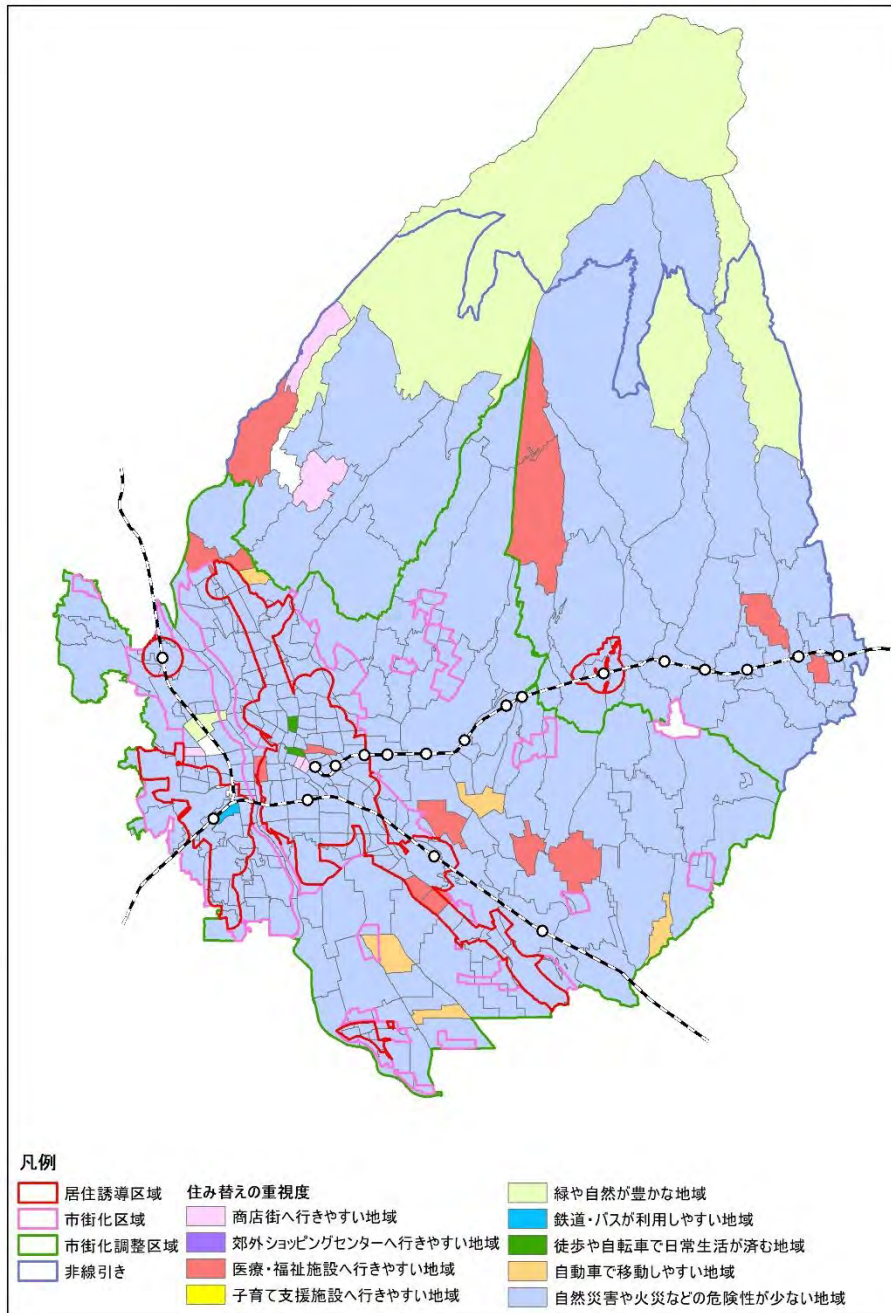 凡例
居住誘導区域
市街化区域
市街化調整区域
非線引き
住み替えの重視度
商店街へ行きやすい地域
郊外ショッピングセンターへ行きやすい地域
医療・福祉施設へ行きやすい地域
子育て支援施設へ行きやすい地域
緑や自然が豊かな地域
鉄道・バスが利用しやすい地域
徒歩や自転車で日常生活が済む地域
自動車で移動しやすい地域
自然災害や火災などの危険性が少ない地域